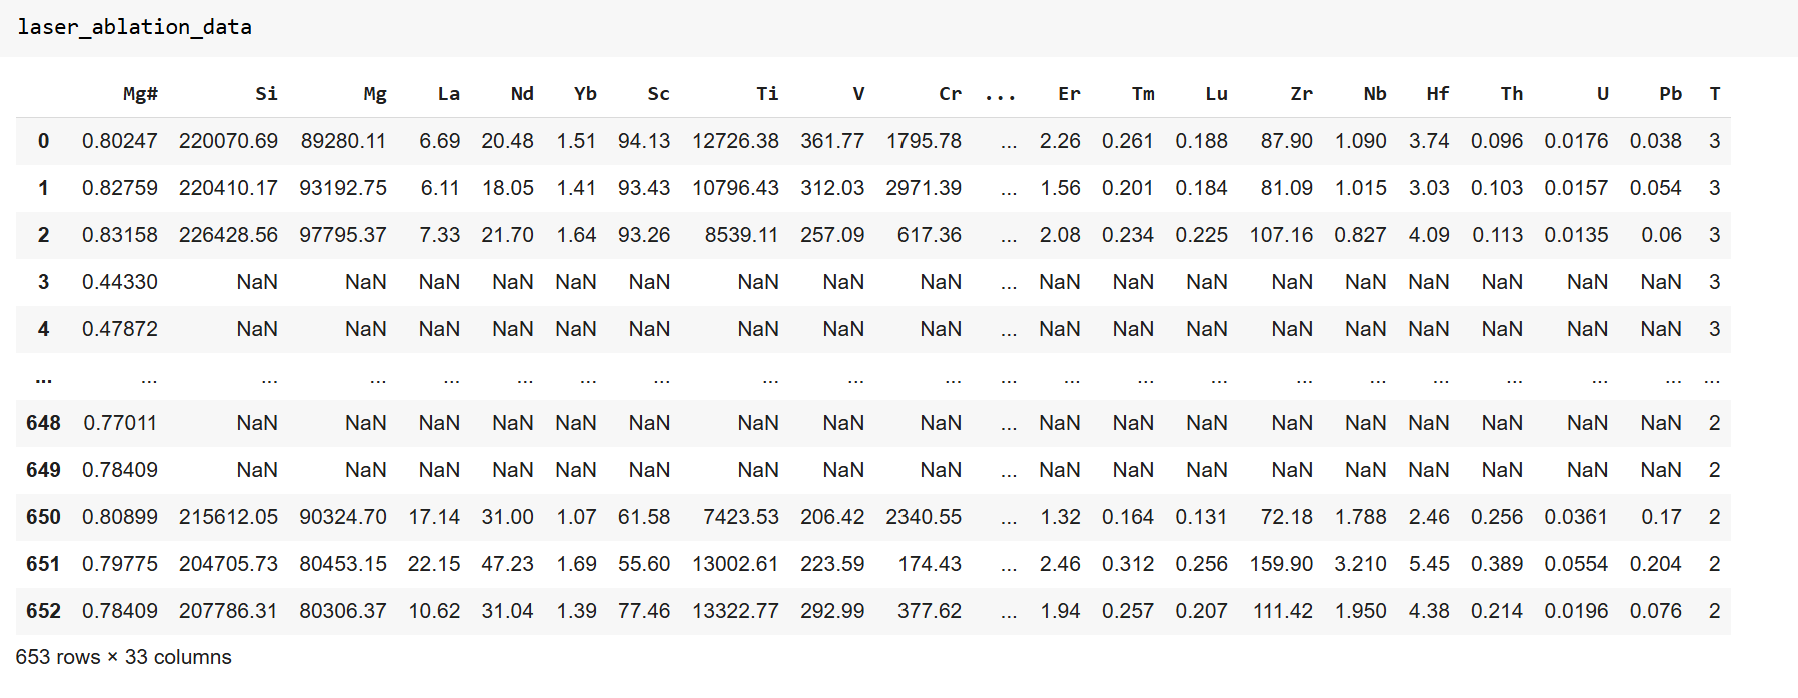 laser_ablation_data
Mg# Si Mg La Nd Yb Sc Ti V Cr ... Er Tm Lu Zr Nb Hf Th U Pb T
0 0.80247 220070.69 89280.11 6.69 20.48 1.51 94.13 12726.38 361.77 1795.78 ... 2.26 0.261 0.188 87.90 1.090 3.74 0.096 0.0176 0.038 3
1 0.82759 220410.17 93192.75 6.11 18.05 1.41 93.43 10796.43 312.03 2971.39 ... 1.56 0.201 0.184 81.09 1.015 3.03 0.103 0.0157 0.054 3
2 0.83158 226428.56 97795.37 7.33 21.70 1.64 93.26 8539.11 257.09 617.36 ... 2.08 0.234 0.225 107.16 0.827 4.09 0.113 0.0135 0.06 3
3 0.44330 NaN NaN NaN NaN NaN NaN NaN NaN NaN ... NaN NaN NaN NaN NaN NaN NaN NaN NaN 3
4 0.47872 NaN NaN NaN NaN NaN NaN NaN NaN NaN ... NaN NaN NaN NaN NaN NaN NaN NaN NaN 3
... ... ... ... ... ... ... ... ... ... ... ... ... ... ... ... ... ... ... ... ... ...
648 0.77011 NaN NaN NaN NaN NaN NaN NaN NaN NaN ... NaN NaN NaN NaN NaN NaN NaN NaN NaN 2
649 0.78409 NaN NaN NaN NaN NaN NaN NaN NaN NaN ... NaN NaN NaN NaN NaN NaN NaN NaN NaN 2
650 0.80899 215612.05 90324.70 17.14 31.00 1.07 61.58 7423.53 206.42 2340.55 ... 1.32 0.164 0.131 72.18 1.788 2.46 0.256 0.0361 0.17 2
651 0.79775 204705.73 80453.15 22.15 47.23 1.69 55.60 13002.61 223.59 174.43 ... 2.46 0.312 0.256 159.90 3.210 5.45 0.389 0.0554 0.204 2
652 0.78409 207786.31 80306.37 10.62 31.04 1.39 77.46 13322.77 292.99 377.62 ... 1.94 0.257 0.207 111.42 1.950 4.38 0.214 0.0196 0.076 2
653 rows × 33 columns